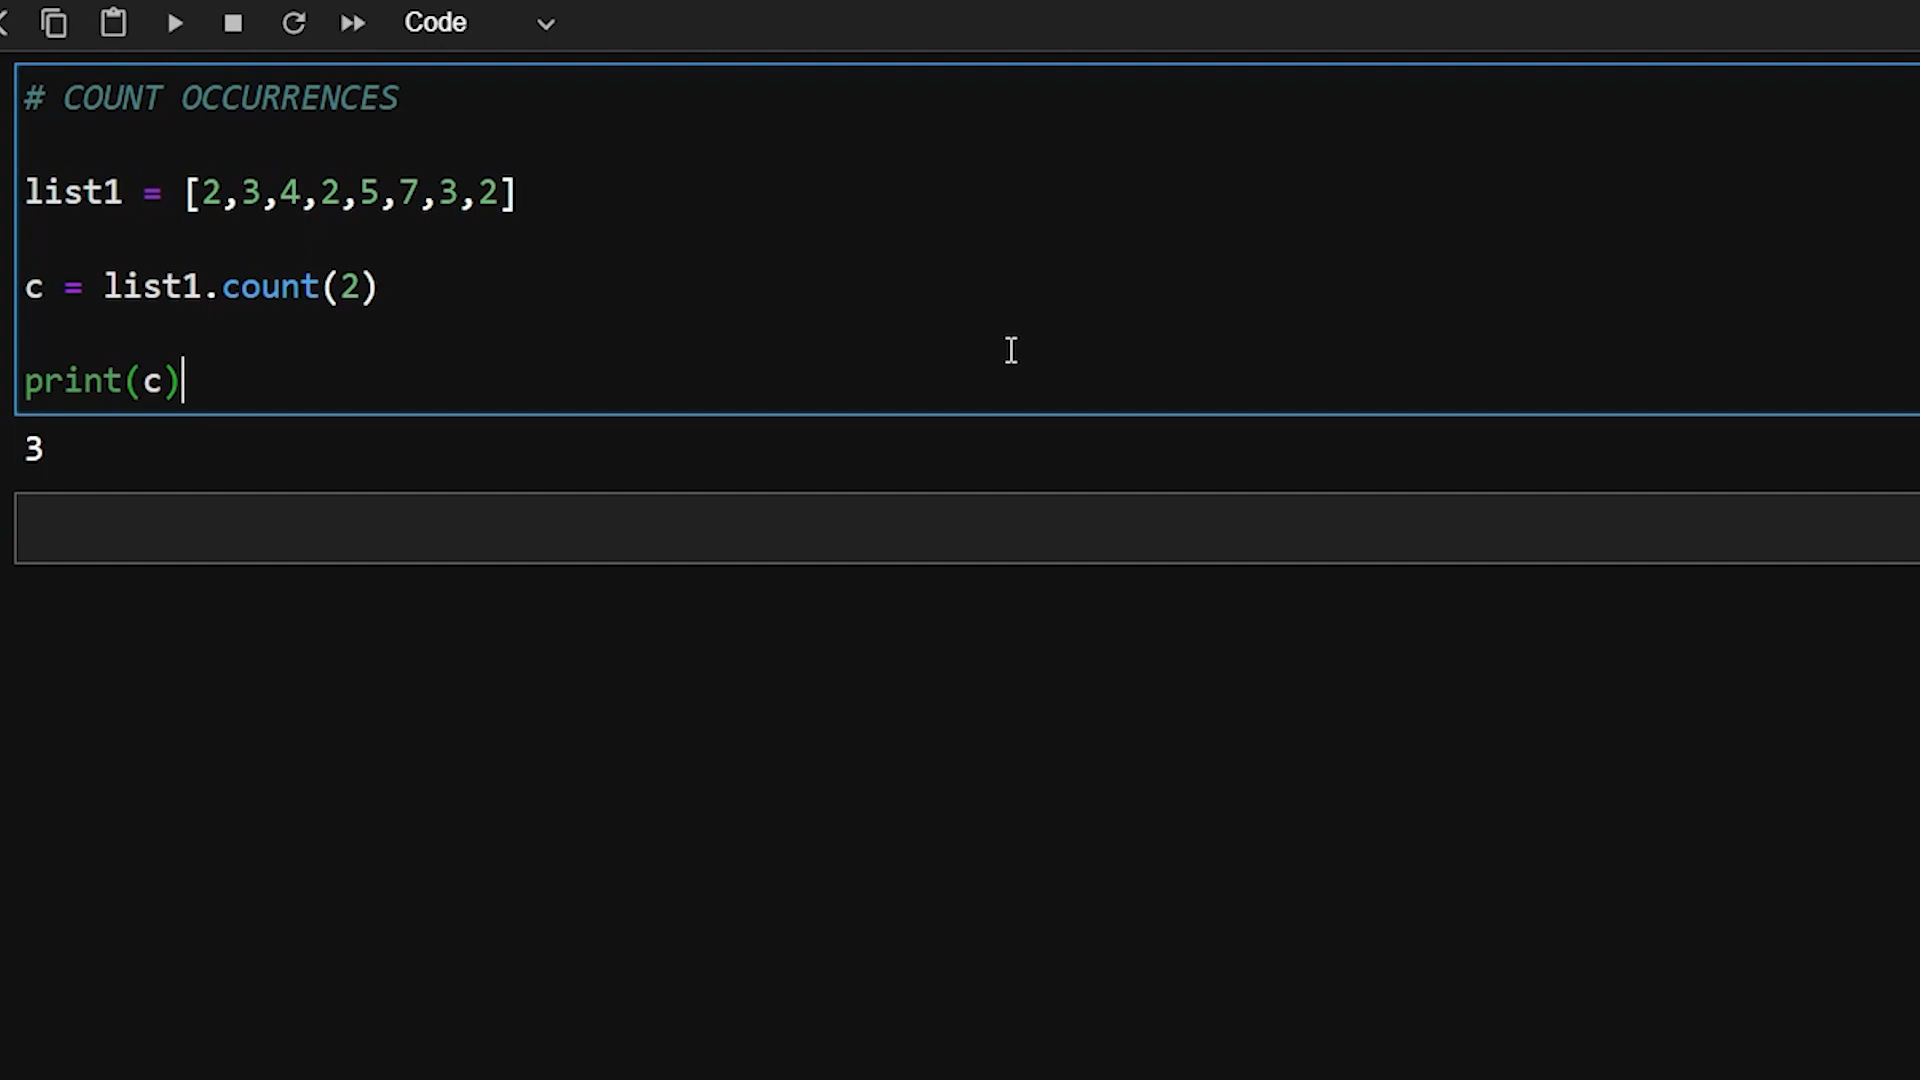 Code
# COUNT OCCURRENCES
list1 = [2,3,4,2,5,7,3,2]
c = list1.count(2)
print(c)
3